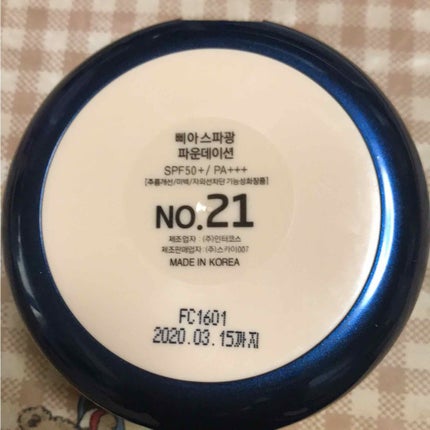 삐아 스파광
파운데이션
SPF50+/ PA+++
[주름개선/미백/자외선차단 기능성화장품]
NO.21
제조업자 : (주)인터코스
제조판매업자 : (주)스카이007
MADE IN KOREA
FC1601
2020.03.15까지